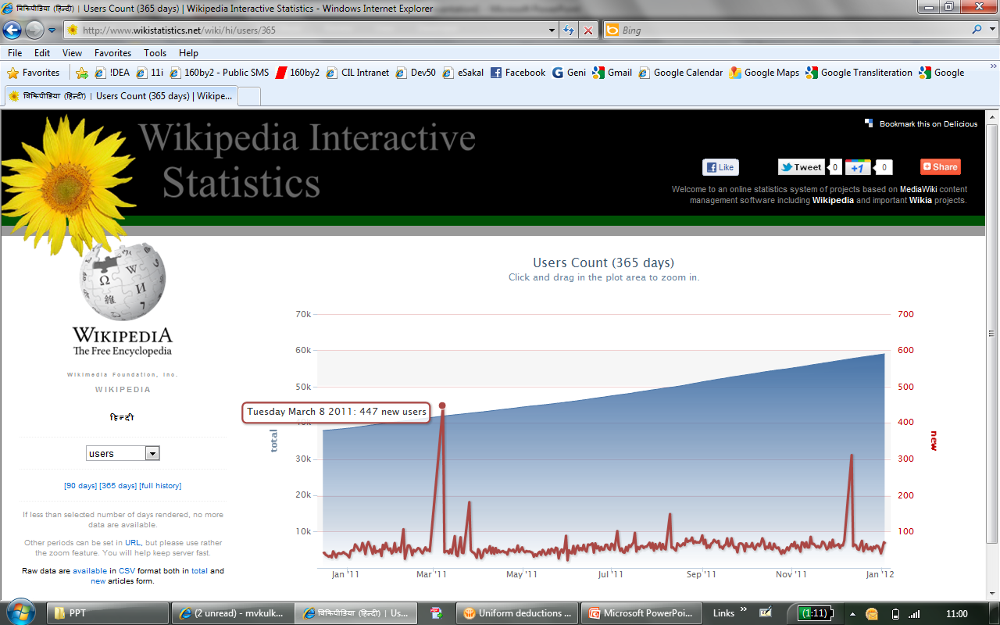 विकिपीडिया (हिन्दी) | Users Count (365 days) | Wikipedia Interactive Statistics - Windows Internet Explorer
http://www.wikistatistics.net/wiki/hi/users/365
Bing
File Edit View Favorites Tools Help
Favorites !DEA 11i 160by2 - Public SMS 160by2 CIL Intranet Dev50 eSakal Facebook Geni Gmail Google Calendar Google Maps Google Transliteration Google
विकिपीडिया (हिन्दी) | Users Count (365 days) | Wikipe...
Wikipedia Interactive
Statistics
Bookmark this on Delicious
Like Tweet 0 +1 0 Share
Welcome to an online statistics system of projects based on MediaWiki content
management software including Wikipedia and important Wikia projects.
WIKIPEDIA
The Free Encyclopedia
Wikimedia Foundation, Inc.
WIKIPEDIA
हिन्दी
users
[90 days] [365 days] [full history]
If less than selected number of days rendered, no more
data are available.
Other periods can be set in URL, but please use rather
the zoom feature. You will help keep server fast.
Raw data are available in CSV format both in total and
new articles form.
Users Count (365 days)
Click and drag in the plot area to zoom in.
70k 700
60k 600
50k 500
Tuesday March 8 2011: 447 new users
400
total
new
30k 300
20k 200
10k 100
Jan '11 Mar '11 May '11 Jul '11 Sep '11 Nov '11 Jan '12
PPT (2 unread) - mvkulk... विकिपीडिया (हिन्दी) | Us... Uniform deductions ... Microsoft PowerPoi... Links (1:11) 11:00